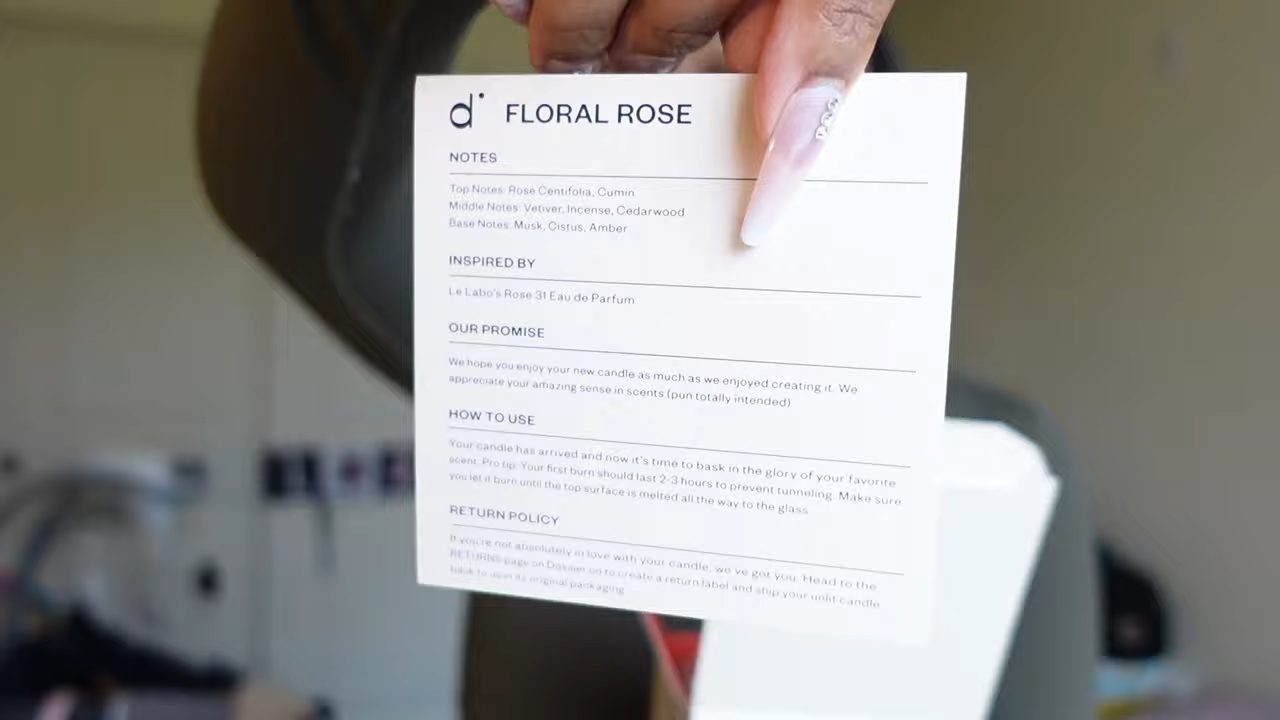 d° FLORAL ROSE
NOTES
Top Notes: Rose Centifolia, Cumin
Middle Notes: Vetiver, Incense, Cedarwood
Base Notes: Musk, Cistus, Amber
INSPIRED BY
Le Labo's Rose 31 Eau de Parfum
OUR PROMISE
We hope you enjoy your new candle as much as we enjoyed creating it. We
appreciate your amazing sense in scents (pun totally intended)
HOW TO USE
Your candle has arrived and now it's time to bask in the glory of your favorite
scent. Pro tip: Your first burn should last 2-3 hours to prevent tunneling. Make sure
you let it burn until the top surface is melted all the way to the glass
RETURN POLICY
If you're not absolutely in love with your candle, we've got you. Head to the
RETURNS page on Dossier.co to create a return label and ship your unlit candle
back to us in its original packaging